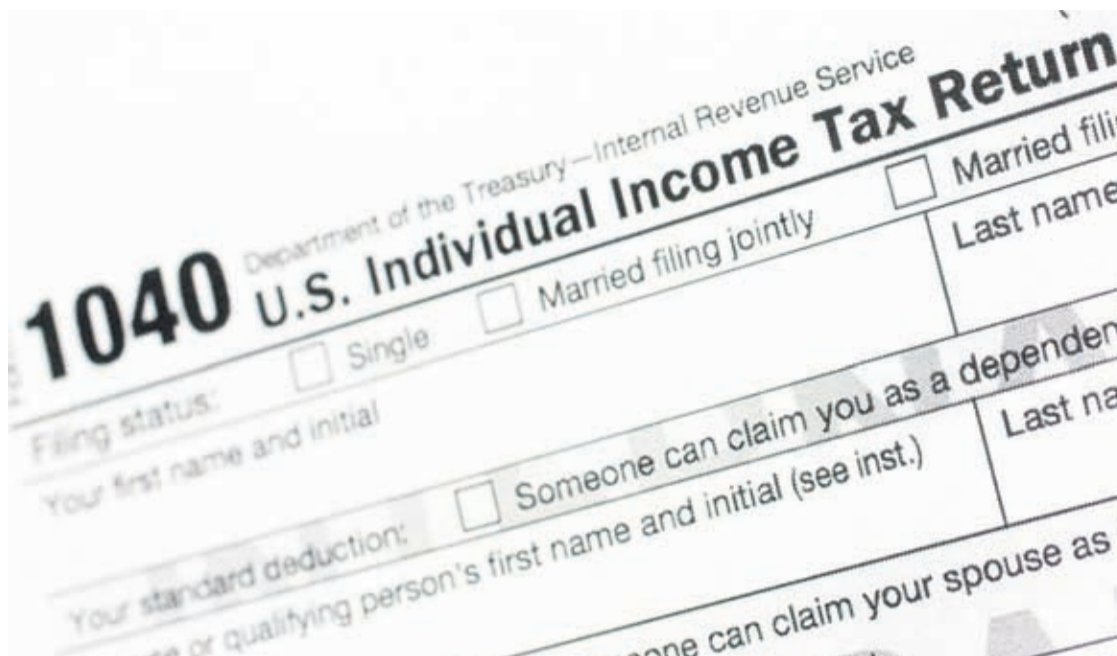 Department of the Treasury—Internal Revenue Service
1040 U.S. Individual Income Tax Return
Filing status: Single Married filing jointly Married fili
Your first name and initial Last name
Your standard deduction: Someone can claim you as a depender
or qualifying person's first name and initial (see inst.) Last na
one can claim your spouse as